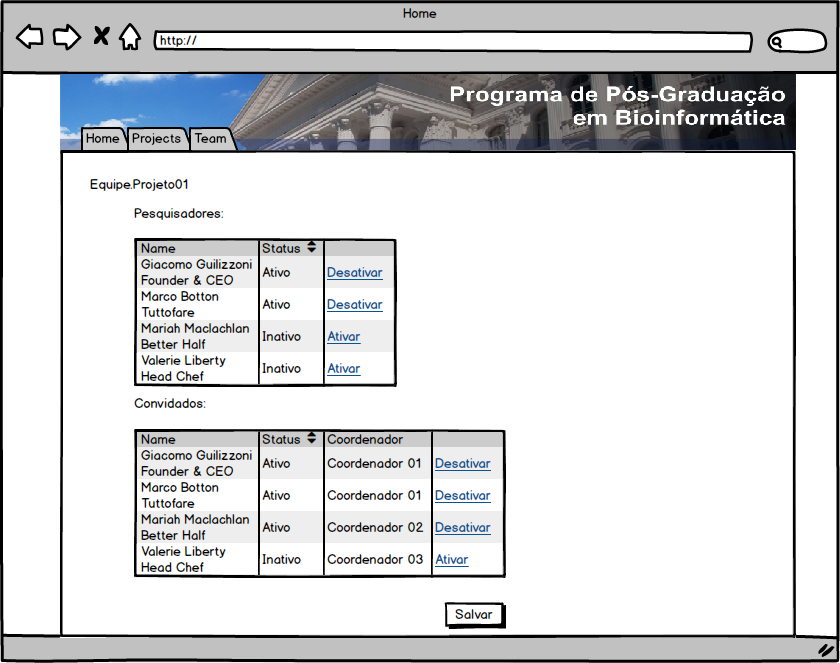 Home
http://
Programa de Pós-Graduação
em Bioinformática
Home Projects Team
Equipe.Projeto01
Pesquisadores:
Name Status
Giacomo Guilizzoni
Founder & CEO
Ativo Desativar
Marco Botton
Tuttofare
Ativo Desativar
Mariah Maclachlan
Better Half
Inativo Ativar
Valerie Liberty
Head Chef
Inativo Ativar
Convidados:
Name Status Coordenador
Giacomo Guilizzoni
Founder & CEO
Ativo Coordenador 01 Desativar
Marco Botton
Tuttofare
Ativo Coordenador 01 Desativar
Mariah Maclachlan
Better Half
Ativo Coordenador 02 Desativar
Valerie Liberty
Head Chef
Inativo Coordenador 03 Ativar
Salvar